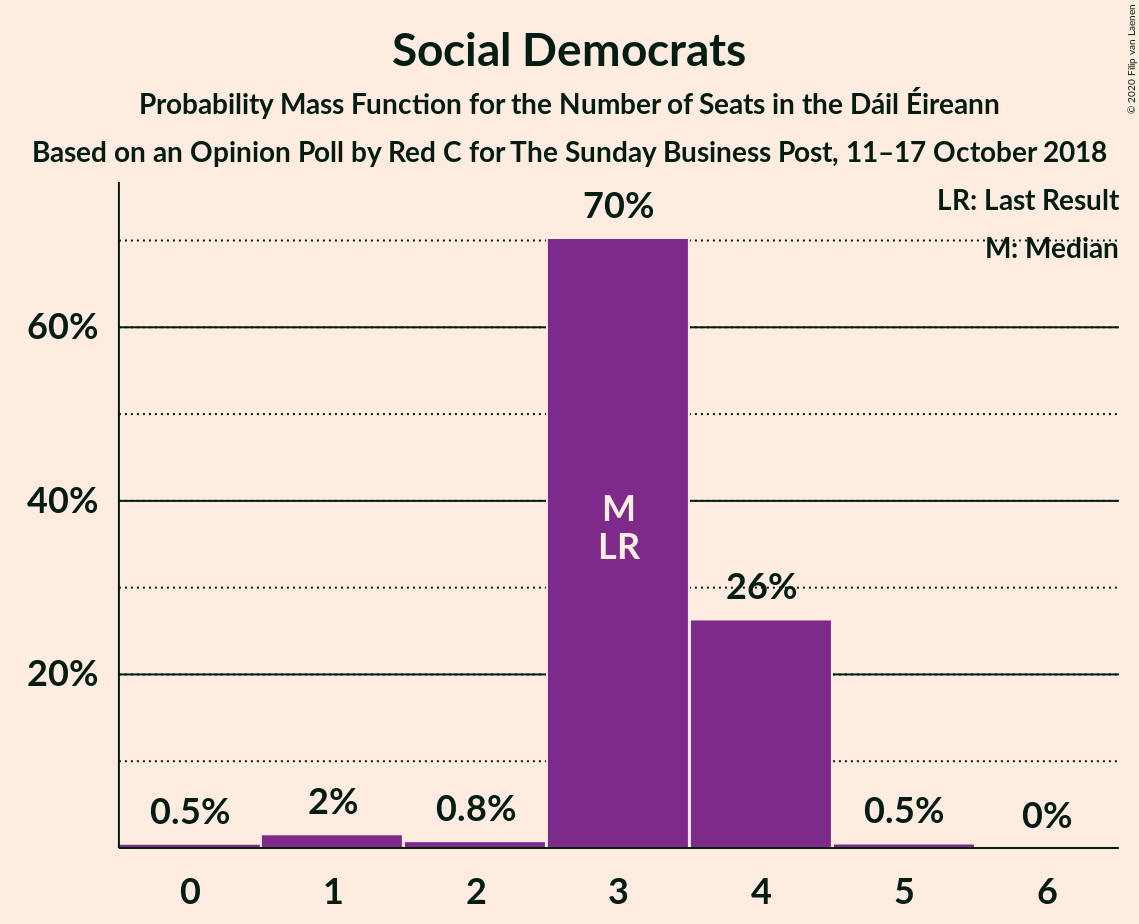 Social Democrats
Probability Mass Function for the Number of Seats in the Dáil Éireann
Based on an Opinion Poll by Red C for The Sunday Business Post, 11–17 October 2018
© 2020 Filip van Laenen
LR: Last Result
M: Median
70%
60%
40%
20%
M
LR
26%
0.5%
2%
0.8%
0.5%
0%
0
1
2
3
4
5
6